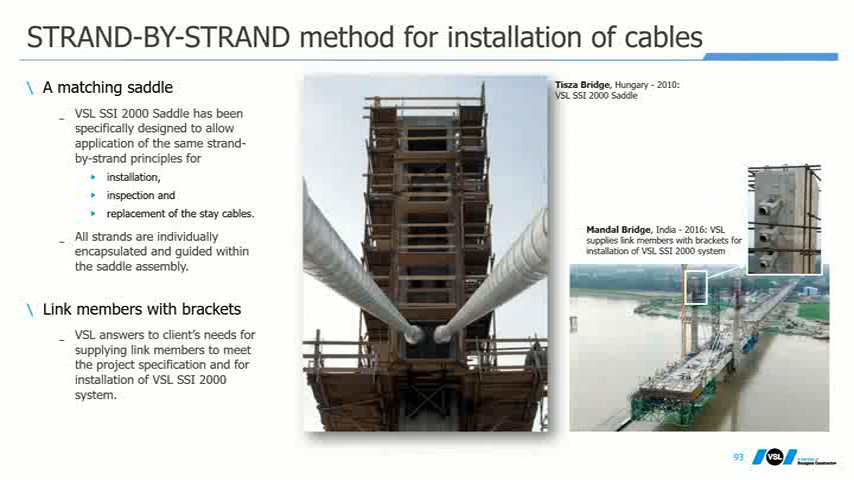 STRAND-BY-STRAND method for installation of cables
\ A matching saddle
_ VSL SSI 2000 Saddle has been
specifically designed to allow
application of the same strand-
by-strand principles for
installation,
inspection and
replacement of the stay cables.
_ All strands are individually
encapsulated and guided within
the saddle assembly.
\ Link members with brackets
_ VSL answers to client's needs for
supplying link members to meet
the project specification and for
installation of VSL SSI 2000
system.
Tisza Bridge, Hungary - 2010:
VSL SSI 2000 Saddle
Mandal Bridge, India - 2016: VSL
supplies link members with brackets for
installation of VSL SSI 2000 system
93
VSL